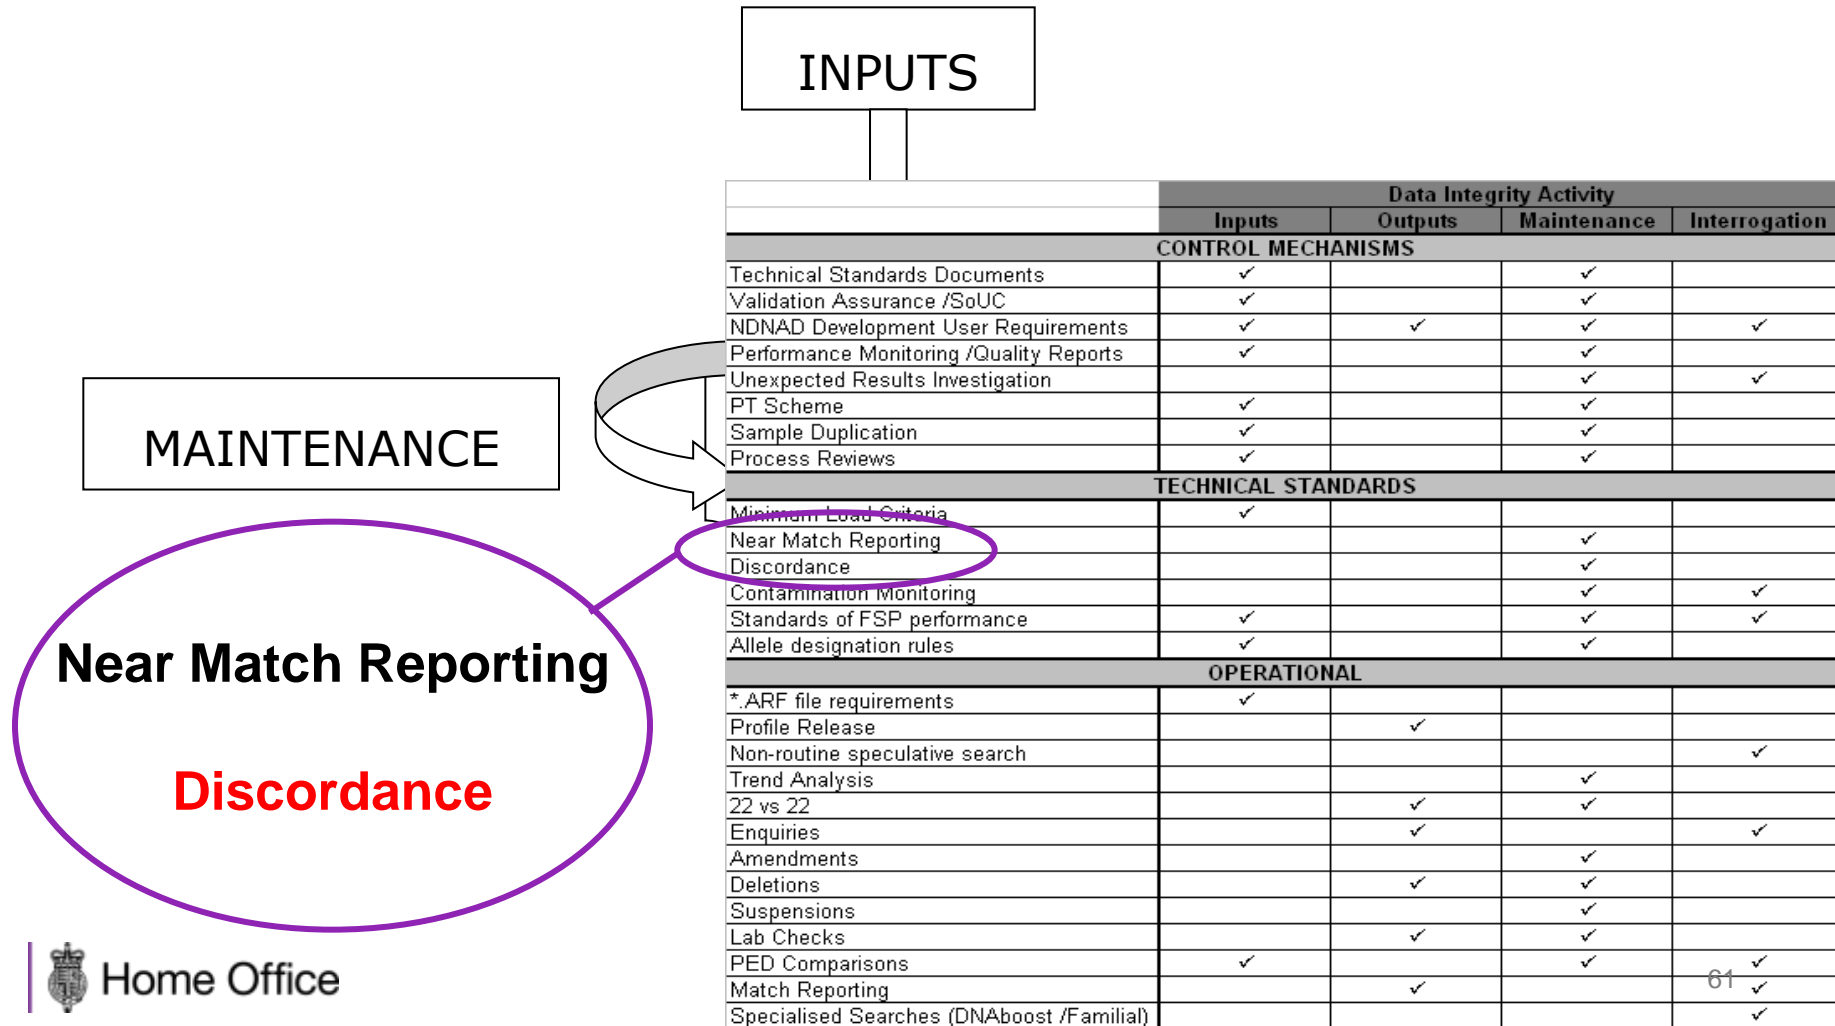 INPUTS
MAINTENANCE
Near Match Reporting
Discordance
Data Integrity Activity
Inputs Outputs Maintenance Interrogation
CONTROL MECHANISMS
Technical Standards Documents ✓ ✓
Validation Assurance /SoUC ✓ ✓
NDNAD Development User Requirements ✓ ✓ ✓ ✓
Performance Monitoring /Quality Reports ✓ ✓
Unexpected Results Investigation ✓ ✓
PT Scheme ✓ ✓
Sample Duplication ✓ ✓
Process Reviews ✓ ✓
TECHNICAL STANDARDS
Minimum Load Criteria ✓
Near Match Reporting ✓
Discordance ✓
Contamination Monitoring ✓ ✓
Standards of FSP performance ✓ ✓ ✓
Allele designation rules ✓ ✓
OPERATIONAL
*.ARF file requirements ✓
Profile Release ✓
Non-routine speculative search ✓
Trend Analysis ✓
22 vs 22 ✓ ✓
Enquiries ✓ ✓
Amendments ✓
Deletions ✓ ✓
Suspensions ✓
Lab Checks ✓ ✓
PED Comparisons ✓ ✓ ✓
Match Reporting ✓ ✓
Specialised Searches (DNAboost /Familial) ✓
Home Office
61